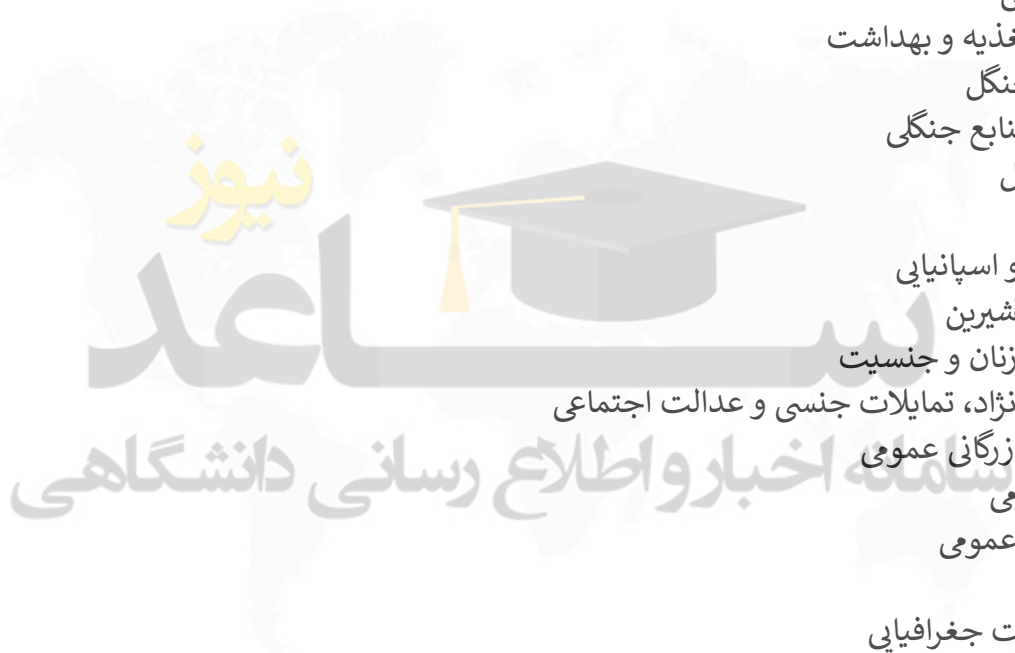 غذیه و بهداشت
جنگل
نابع جنگلی
و اسپانیایی
شیرین
زنان و جنسیت
نژاد، تمایلات جنسی و عدالت اجتماعی
زرگانی عمومی
می
عمومی
ت جغرافیایی
نیوز
ساعد
سامانه اخبار و اطلاع رسانی دانشگاهی